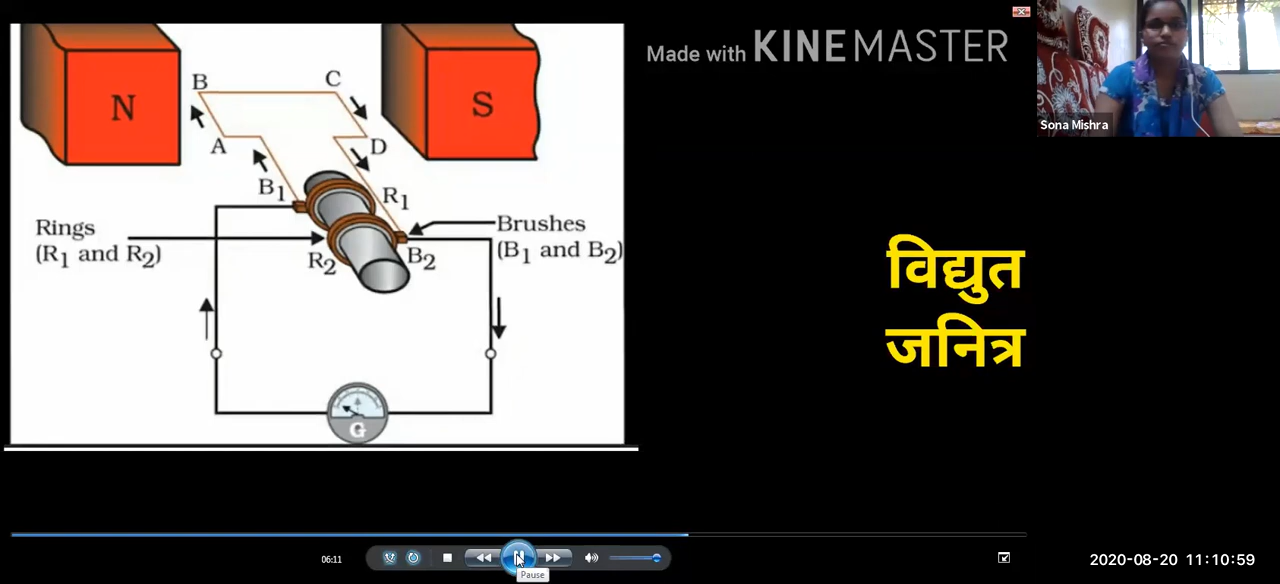 Made with KINEMASTER
Sona Mishra
N
S
B
C
A
D
B1
R1
Rings
(R1 and R2)
Brushes
(B1 and B2)
R2
B2
G
विद्युत
जनित्र
06:11
Pause
2020-08-20 11:10:59